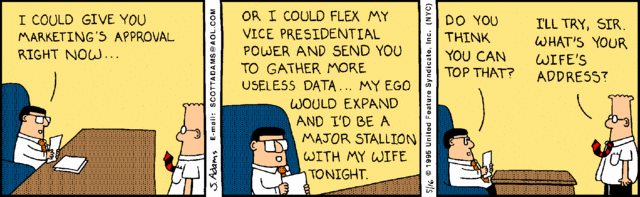 I COULD GIVE YOU
MARKETING'S APPROVAL
RIGHT NOW...
S. Adams
E-mail: SCOTTADAMS@AOL.COM
OR I COULD FLEX MY
VICE PRESIDENTIAL
POWER AND SEND YOU
TO GATHER MORE
USELESS DATA... MY EGO
WOULD EXPAND
AND I'D BE A
MAJOR STALLION
WITH MY WIFE
TONIGHT.
5/16 © 1995 United Feature Syndicate, Inc. (NYC)
DO YOU
THINK
YOU CAN
TOP THAT?
I'LL TRY, SIR.
WHAT'S YOUR
WIFE'S
ADDRESS?